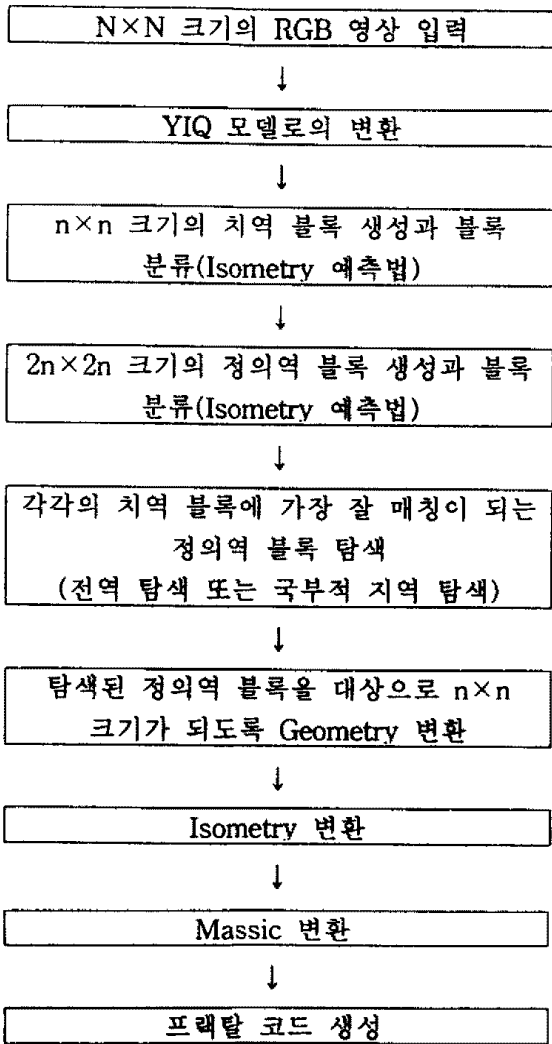 N×N 크기의 RGB 영상 입력
↓
YIQ 모델로의 변환
↓
n×n 크기의 치역 블록 생성과 블록
분류(Isometry 예측법)
↓
2n×2n 크기의 정의역 블록 생성과 블록
분류(Isometry 예측법)
↓
각각의 치역 블록에 가장 잘 매칭이 되는
정의역 블록 탐색
(전역 탐색 또는 국부적 지역 탐색)
↓
탐색된 정의역 블록을 대상으로 n×n
크기가 되도록 Geometry 변환
↓
Isometry 변환
↓
Massic 변환
↓
프랙탈 코드 생성